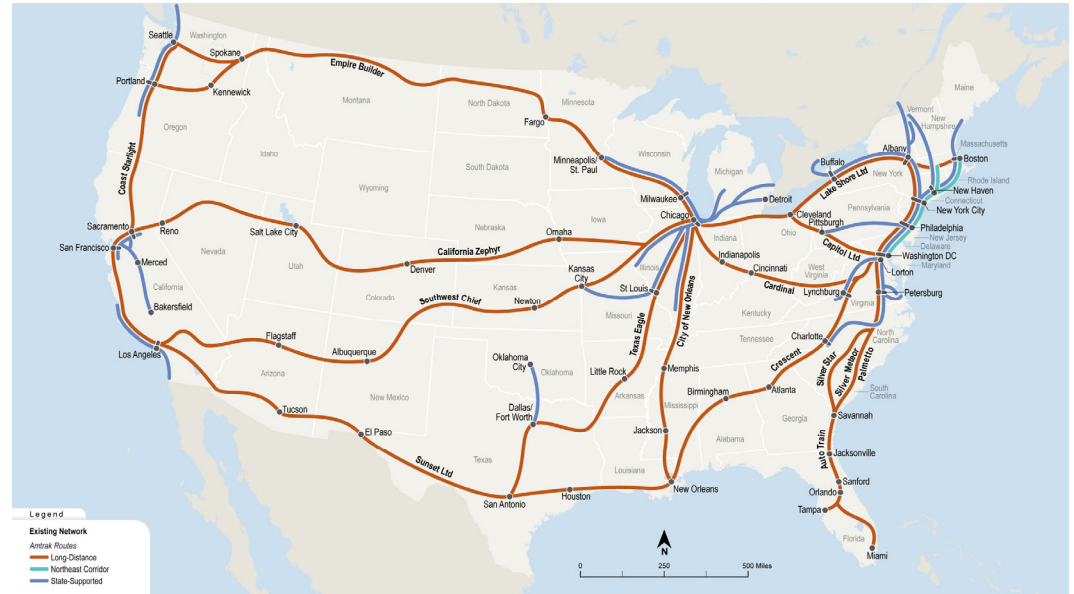 Seattle
Washington
Spokane
Portland
Kennewick
Oregon
Coast Starlight
Empire Builder
Montana
North Dakota
Fargo
Minnesota
Minneapolis/
St. Paul
Wisconsin
Milwaukee
Chicago
Michigan
Detroit
Idaho
Wyoming
South Dakota
Nebraska
Iowa
Omaha
Sacramento
Reno
San Francisco
Merced
Nevada
California
Bakersfield
Los Angeles
Salt Lake City
Utah
Denver
California Zephyr
Colorado
Kansas
Kansas
City
Newton
Southwest Chief
Flagstaff
Albuquerque
Arizona
New Mexico
Tucson
El Paso
Sunset Ltd
Texas
San Antonio
Houston
Oklahoma
City
Oklahoma
Dallas/
Fort Worth
Little Rock
Arkansas
Texas Eagle
Missouri
St Louis
Illinois
City of New Orleans
Memphis
Mississippi
Jackson
Louisiana
New Orleans
Birmingham
Alabama
Atlanta
Georgia
Crescent
Tennessee
Kentucky
Indiana
Indianapolis
Cincinnati
Cardinal
Ohio
Cleveland
Pittsburgh
Capitol Ltd
Lake Shore Ltd
Buffalo
Albany
New York
Pennsylvania
West
Virginia
Virginia
Lynchburg
Charlotte
North
Carolina
South
Carolina
Silver Star
Silver Meteor
Palmetto
Savannah
Auto Train
Jacksonville
Sanford
Orlando
Tampa
Florida
Miami
Maine
Vermont
New
Hampshire
Massachusetts
Boston
Rhode Island
New Haven
Connecticut
New York City
Philadelphia
New Jersey
Delaware
Washington DC
Maryland
Lorton
Petersburg
Legend
Existing Network
Amtrak Routes
Long-Distance
Northeast Corridor
State-Supported
N
0 250 500 Miles